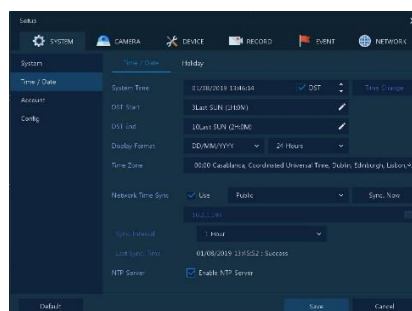 Setup
SYSTEM CAMERA DEVICE RECORD EVENT NETWORK
System Time / Date Holiday
Time / Date System Time 01/08/2019 13:46:14 DST Time Change
Account DST Start 3Last SUN (1H:0M)
Config DST End 10Last SUN (2H:0M)
Display Format DD/MM/YYYY 24 Hours
Time Zone 00:00 Casablanca, Coordinated Universal Time, Dublin, Edinburgh, Lisbon,
Network Time Sync Use Public Sync. Now
Sync. Interval 1 Hour
Last Sync. Time 01/08/2019 13:45:52 : Success
NTP Server Enable NTP Server
Default Save Cancel